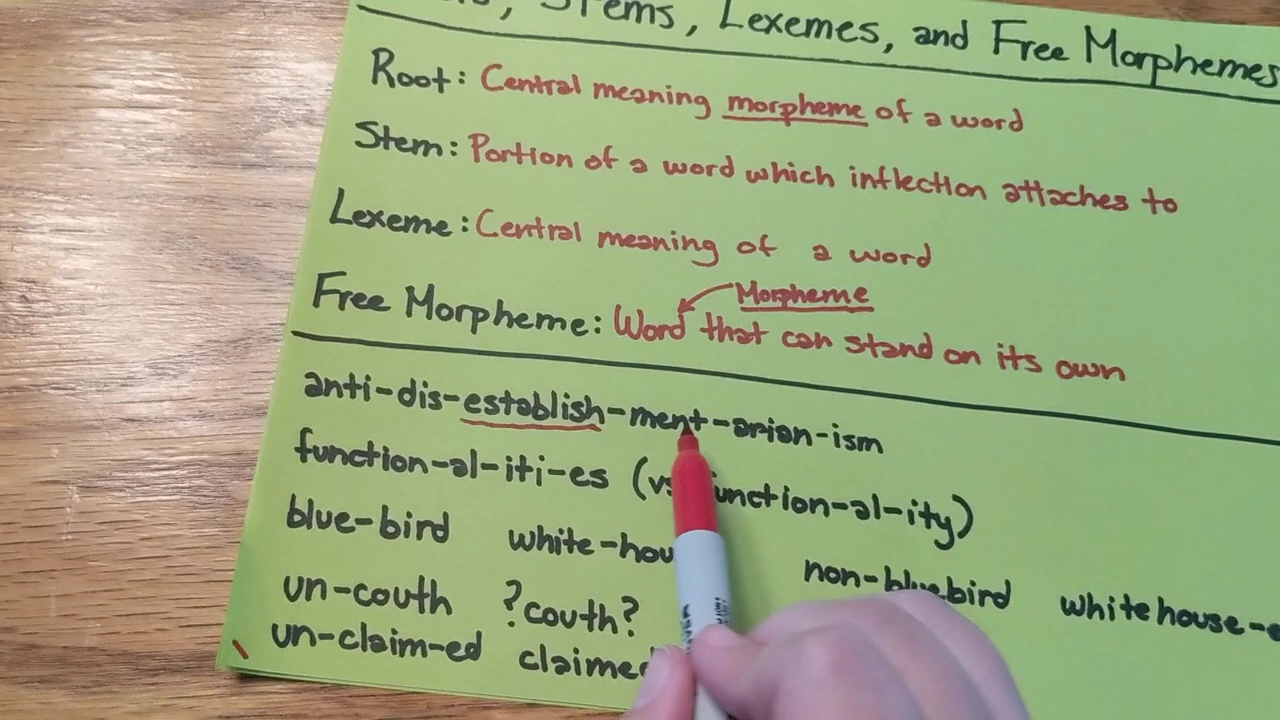 , Stems, Lexemes, and Free Morphemes
Root: Central meaning morpheme of a word
Stem: Portion of a word which inflection attaches to
Lexeme: Central meaning of a word
Morpheme
Free Morpheme: Word that can stand on its own
anti-dis-establish-ment-arian-ism
function-al-iti-es (vs function-al-ity)
blue-bird white-hou non-bluebird whitehouse-e
un-couth ?couth?
un-claim-ed claimed